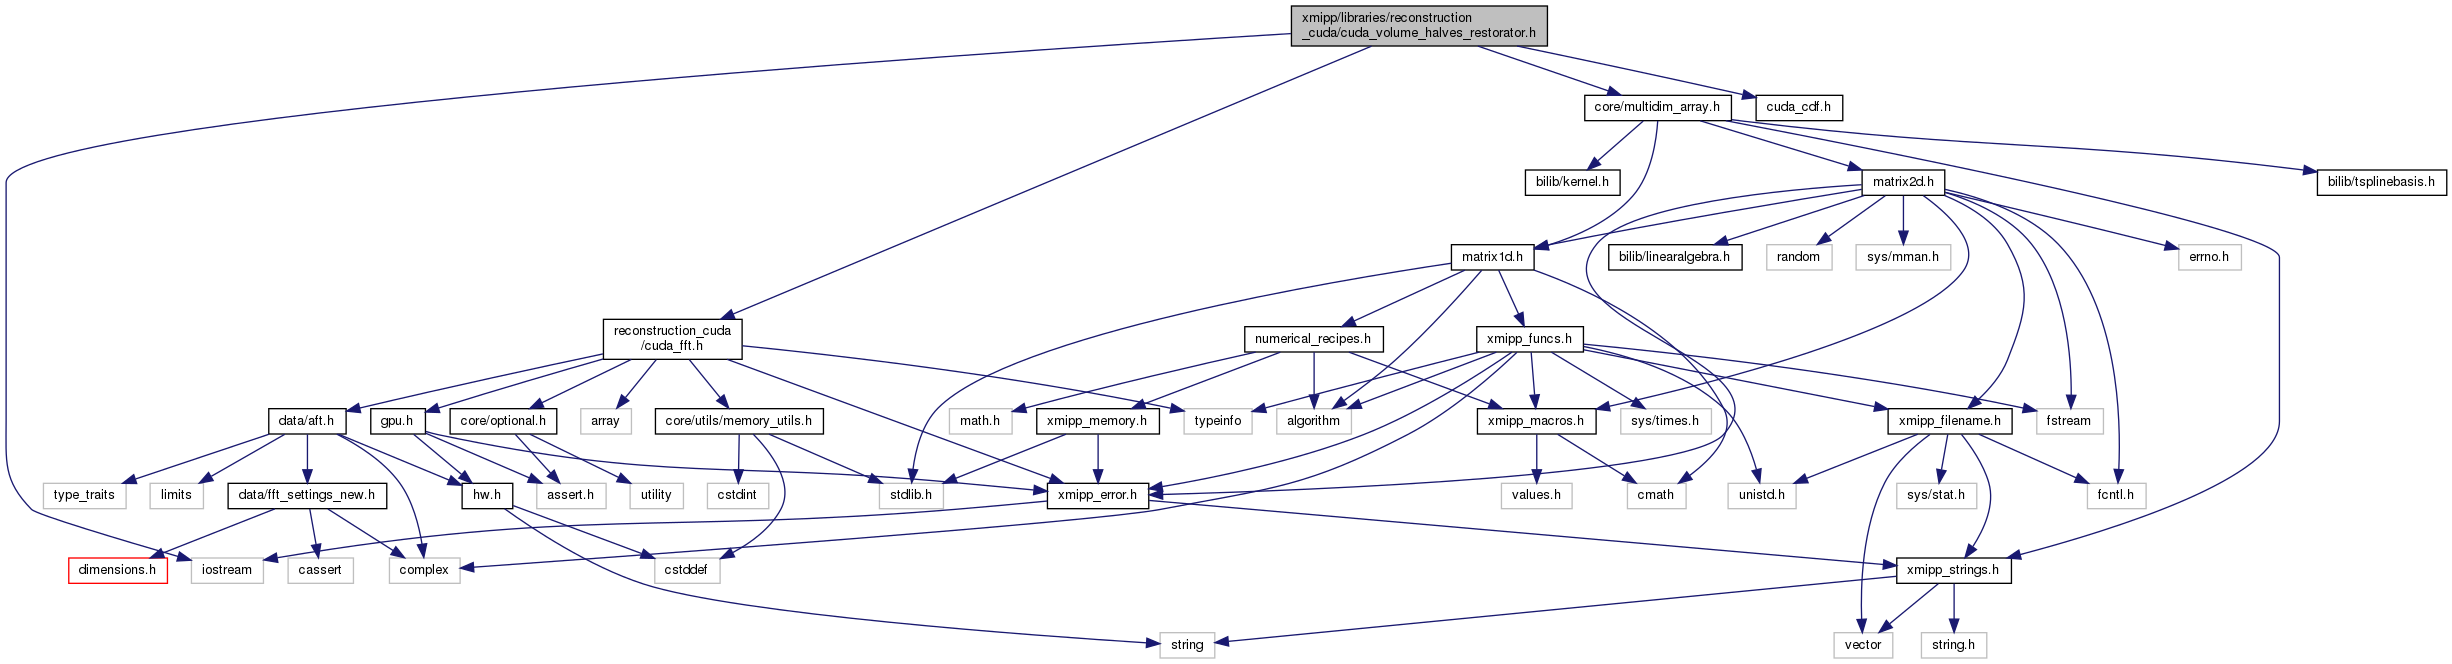 xmipp/libraries/reconstruction
_cuda/cuda_volume_halves_restorator.h
core/multidim_array.h
cuda_cdf.h
bilib/kernel.h
matrix2d.h
bilib/tsplinebasis.h
matrix1d.h
bilib/linearalgebra.h
random
sys/mman.h
errno.h
reconstruction_cuda
/cuda_fft.h
numerical_recipes.h
xmipp_funcs.h
data/aft.h
gpu.h
core/optional.h
array
core/utils/memory_utils.h
math.h
xmipp_memory.h
typeinfo
algorithm
xmipp_macros.h
sys/times.h
xmipp_filename.h
fstream
type_traits
limits
data/fft_settings_new.h
hw.h
assert.h
utility
cstdint
stdlib.h
xmipp_error.h
values.h
cmath
unistd.h
sys/stat.h
fcntl.h
dimensions.h
iostream
cassert
complex
cstddef
xmipp_strings.h
string
vector
string.h